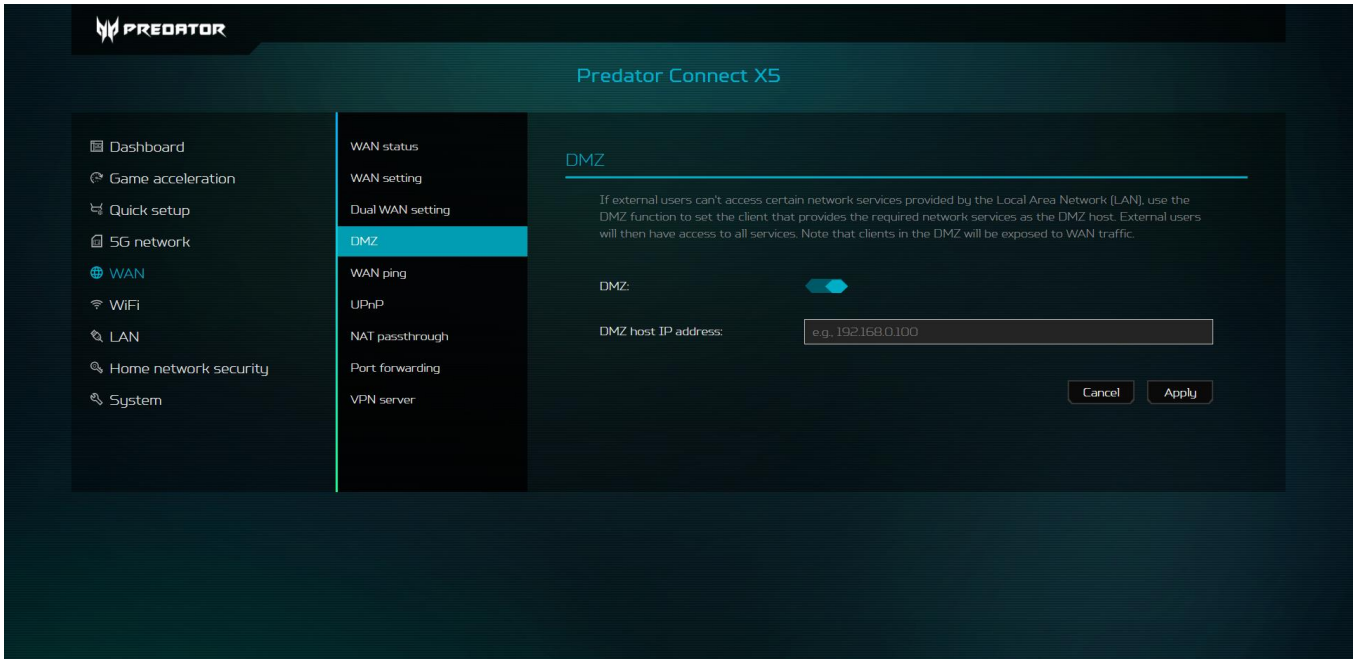 PREDATOR
Predator Connect X5
Dashboard
Game acceleration
Quick setup
5G network
WAN
WiFi
LAN
Home network security
System
WAN status
WAN setting
Dual WAN setting
DMZ
WAN ping
UPnP
NAT passthrough
Port forwarding
VPN server
DMZ
If external users can't access certain network services provided by the Local Area Network (LAN), use the
DMZ function to set the client that provides the required network services as the DMZ host. External users
will then have access to all services. Note that clients in the DMZ will be exposed to WAN traffic.
DMZ:
DMZ host IP address:
e.g., 192.168.0.100
Cancel
Apply